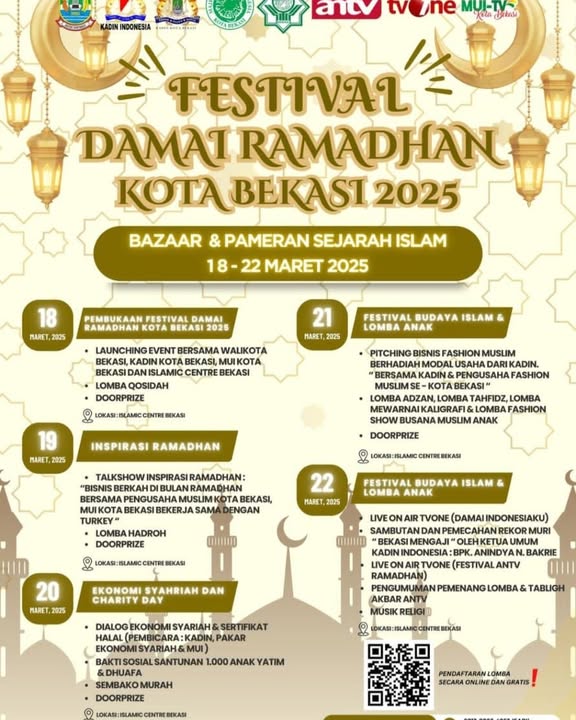 KADIN INDONESIA
antv
tvOne
MUI-TV
Kota Bekasi
FESTIVAL
DAMAI RAMADHAN
KOTA BEKASI 2025
BAZAAR & PAMERAN SEJARAH ISLAM
18 - 22 MARET 2025
18
MARET, 2025
PEMBUKAAN FESTIVAL DAMAI
RAMADHAN KOTA BEKASI 2025
• LAUNCHING EVENT BERSAMA WALIKOTA
BEKASI, KADIN KOTA BEKASI, MUI KOTA
BEKASI DAN ISLAMIC CENTRE BEKASI
• LOMBA QOSIDAH
• DOORPRIZE
LOKASI : ISLAMIC CENTRE BEKASI
19
MARET, 2025
INSPIRASI RAMADHAN
• TALKSHOW INSPIRASI RAMADHAN :
“BISNIS BERKAH DI BULAN RAMADHAN
BERSAMA PENGUSAHA MUSLIM KOTA BEKASI,
MUI KOTA BEKASI BEKERJA SAMA DENGAN
TURKEY “
• LOMBA HADROH
• DOORPRIZE
LOKASI : ISLAMIC CENTRE BEKASI
20
MARET, 2025
EKONOMI SYAHRIAH DAN
CHARITY DAY
• DIALOG EKONOMI SYARIAH & SERTIFIKAT
HALAL (PEMBICARA : KADIN, PAKAR
EKONOMI SYARIAH & MUI )
• BAKTI SOSIAL SANTUNAN 1.000 ANAK YATIM
& DHUAFA
• SEMBAKO MURAH
• DOORPRIZE
LOKASI : ISLAMIC CENTRE BEKASI
21
MARET, 2025
FESTIVAL BUDAYA ISLAM &
LOMBA ANAK
• PITCHING BISNIS FASHION MUSLIM
BERHADIAH MODAL USAHA DARI KADIN.
“ BERSAMA KADIN & PENGUSAHA FASHION
MUSLIM SE - KOTA BEKASI “
• LOMBA ADZAN, LOMBA TAHFIDZ, LOMBA
MEWARNAI KALIGRAFI & LOMBA FASHION
SHOW BUSANA MUSLIM ANAK
• DOORPRIZE
LOKASI : ISLAMIC CENTRE BEKASI
22
MARET, 2025
FESTIVAL BUDAYA ISLAM &
LOMBA ANAK
• LIVE ON AIR TVONE (DAMAI INDONESIAKU)
• SAMBUTAN DAN PEMECAHAN REKOR MURI
“ BEKASI MENGAJI “ OLEH KETUA UMUM
KADIN INDONESIA : BPK. ANINDYA N. BAKRIE
• LIVE ON AIR TVONE (FESTIVAL ANTV
RAMADHAN)
• PENGUMUMAN PEMENANG LOMBA & TABLIGH
AKBAR ANTV
• MUSIK RELIGI
LOKASI : ISLAMIC CENTRE BEKASI
PENDAFTARAN LOMBA
SECARA ONLINE DAN GRATIS !